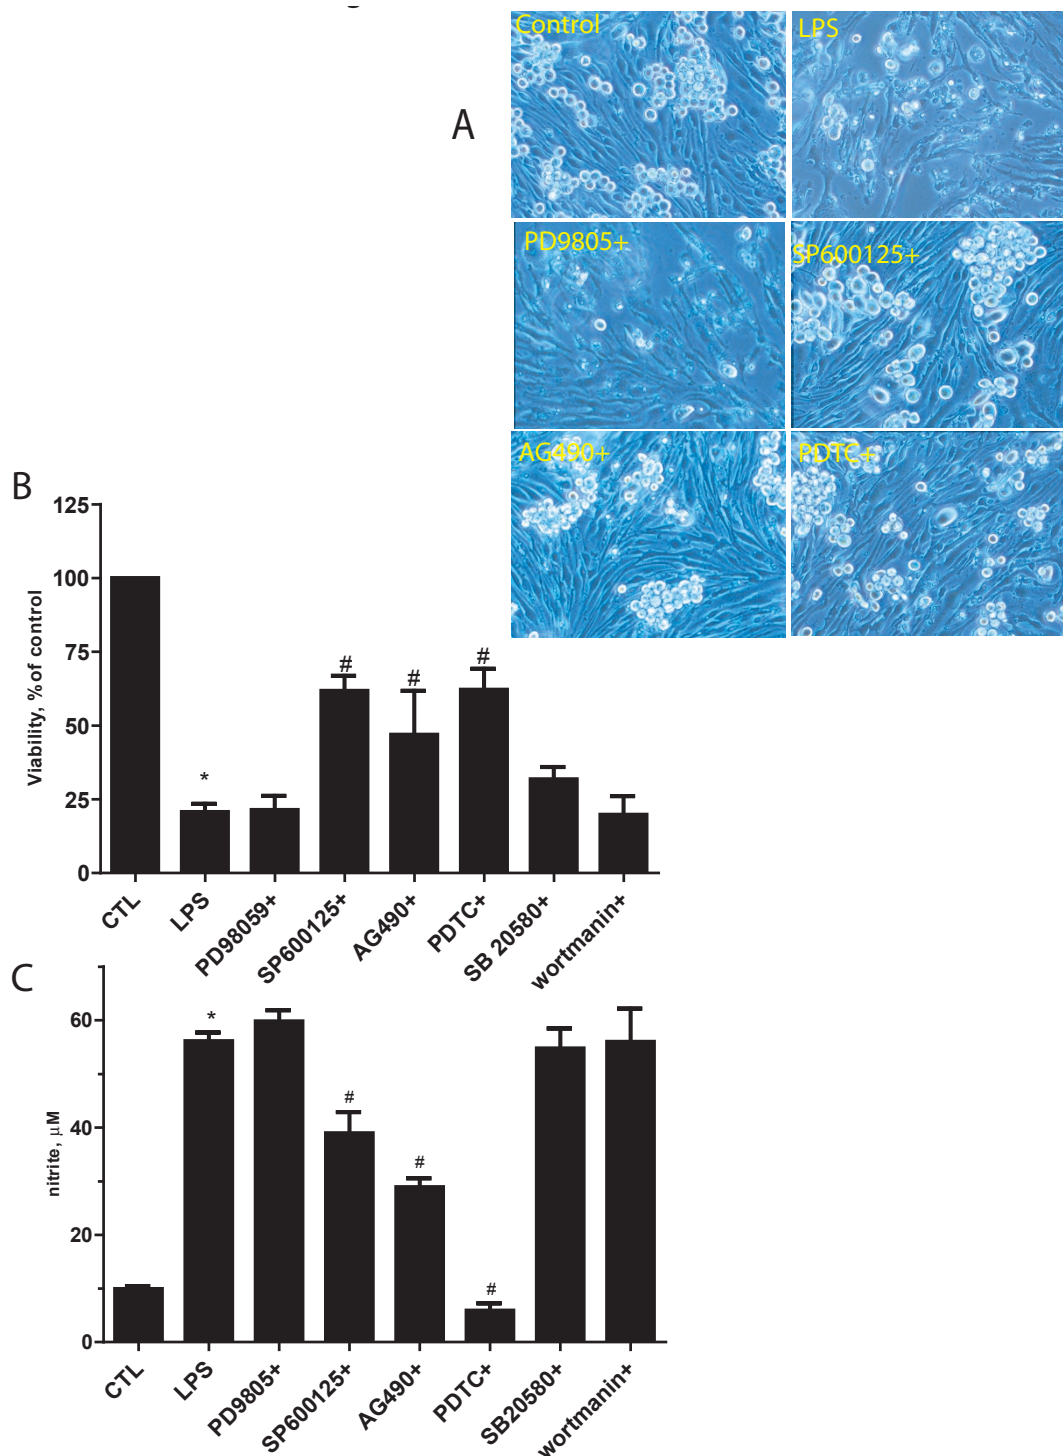 A
Control
LPS
PD9805+
SP600125+
AG490+
PDTC+
B
Viability, % of control
125
100
75
50
25
0
*
#
#
#
CTL
LPS
PD98059+
SP600125+
AG490+
PDTC+
SB 20580+
wortmanin+
C
nitrite, μM
60
40
20
0
*
#
#
#
CTL
LPS
PD9805+
SP600125+
AG490+
PDTC+
SB20580+
wortmanin+